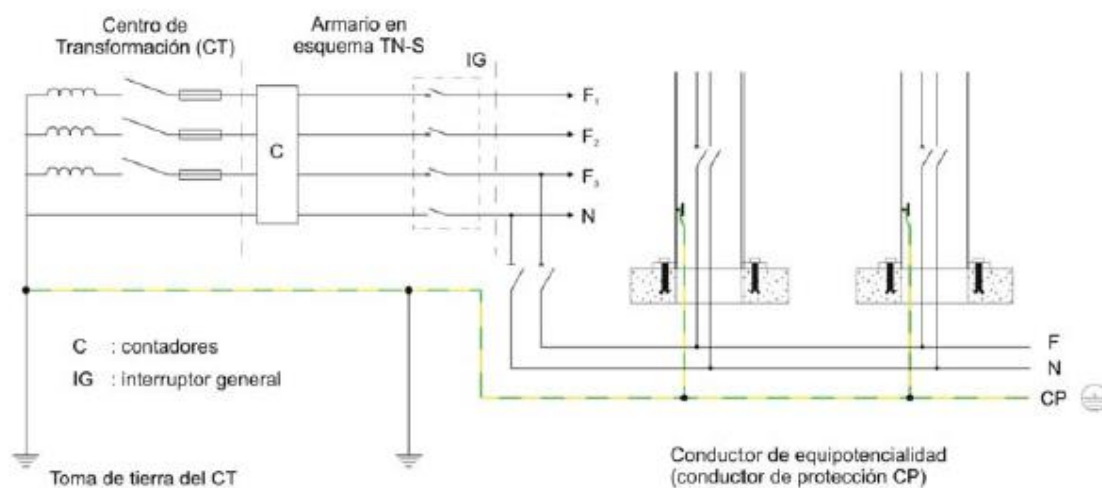 Centro de
Transformación (CT)
Armario en
esquema TN-S
IG
F₁
F₂
C
F₃
N
C : contadores
IG : interruptor general
F
N
CP
Toma de tierra del CT
Conductor de equipotencialidad
(conductor de protección CP)